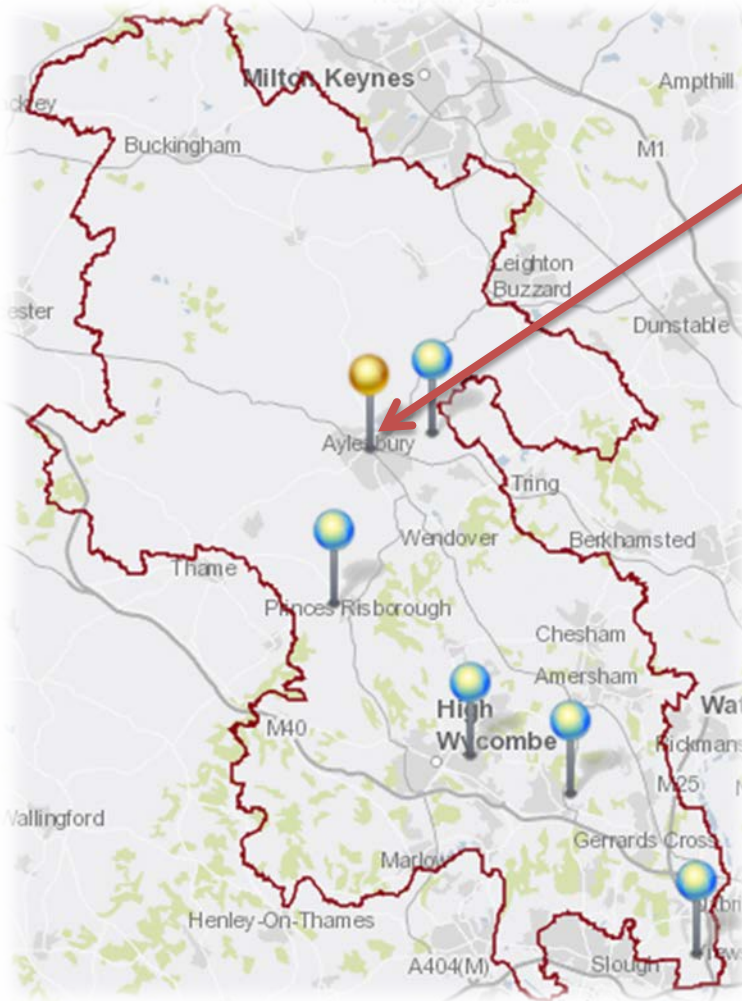 Milton Keynes
Ampthill
Buckingham
M1
Leighton
Buzzard
Dunstable
Aylesbury
Tring
Wendover
Berkhamsted
Thame
Princes Risborough
Chesham
Amersham
High
Wycombe
M40
M25
Gerrards Cross
Marlow
Henley-On-Thames
A404(M)
Slough